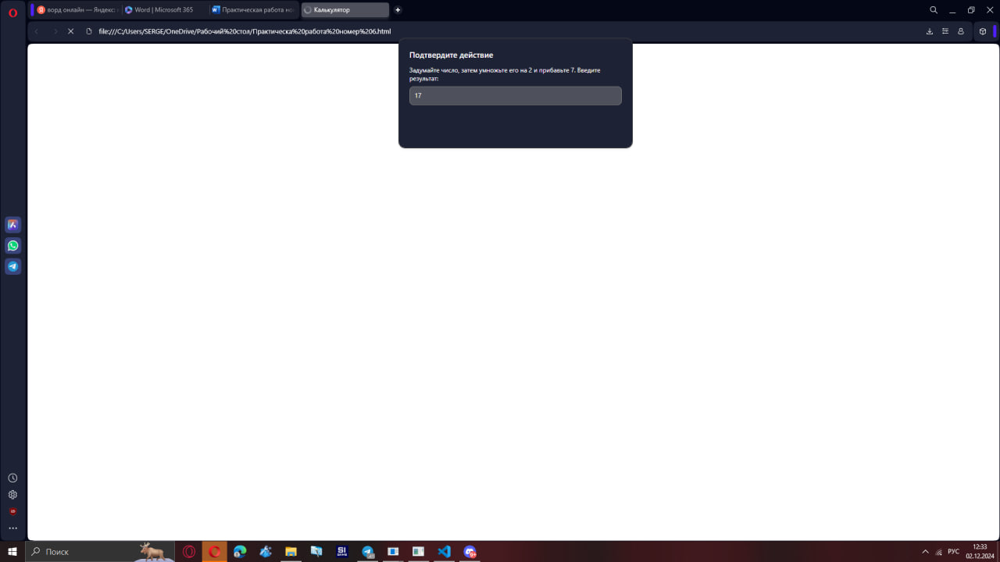 ворд онлайн — Яндекс:
Word | Microsoft 365
Практическая работа но
Калькулятор
file:///C:/Users/SERGE/OneDrive/Рабочий%20стол/Практическа%20работа%20номер%206.html
Подтвердите действие
Задумайте число, затем умножьте его на 2 и прибавьте 7. Введите
результат:
17
Поиск
SI
GAME
РУС
12:33
02.12.2024